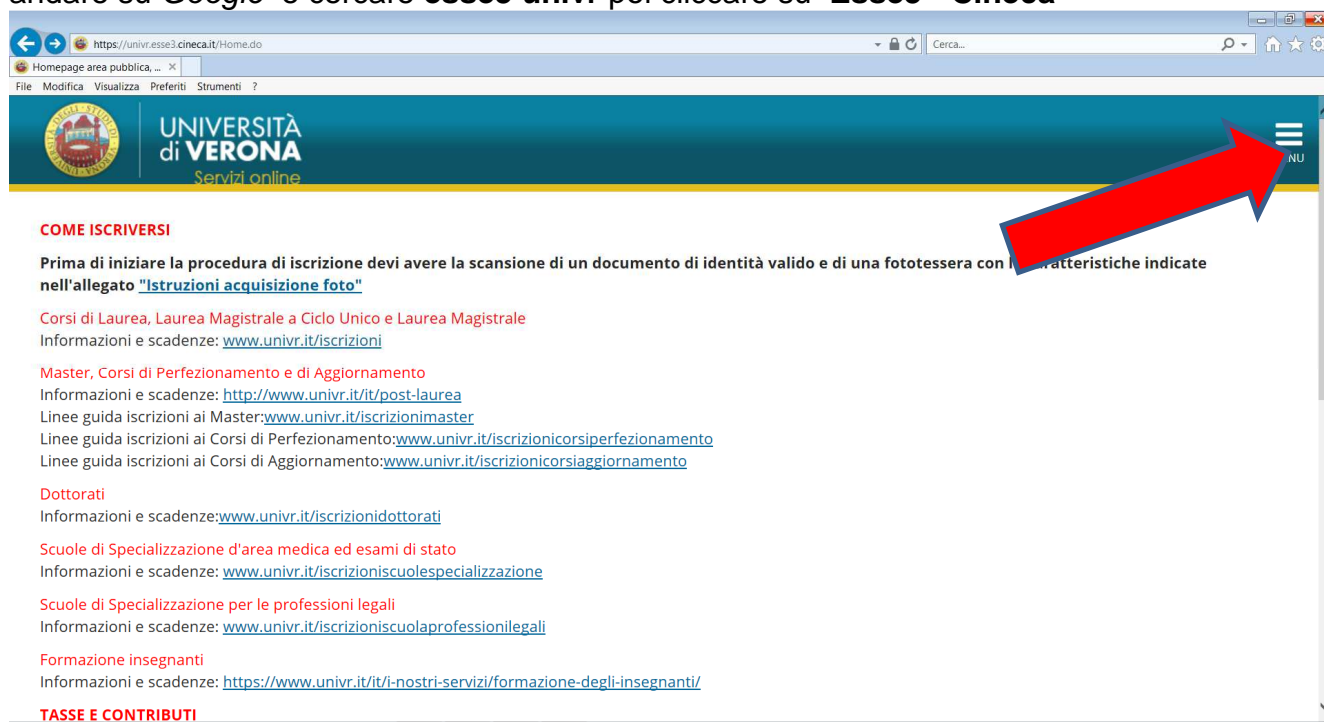 andare su Google e cercare esse3 univr per cliccare su "Esse3 - Cineca"
https://univr.esse3.cineca.it/Home.do
Cerca...
Homepage area pubblica, ...
File Modifica Visualizza Preferiti Strumenti ?
UNIVERSITÀ
di VERONA
Servizi online
NU
COME ISCRIVERSI
Prima di iniziare la procedura di iscrizione devi avere la scansione di un documento di identità valido e di una fototessera con l ratteristiche indicate
nell'allegato "Istruzioni acquisizione foto"
Corsi di Laurea, Laurea Magistrale a Ciclo Unico e Laurea Magistrale
Informazioni e scadenze: www.univr.it/iscrizioni
Master, Corsi di Perfezionamento e di Aggiornamento
Informazioni e scadenze: http://www.univr.it/it/post-laurea
Linee guida iscrizioni ai Master:www.univr.it/iscrizionimaster
Linee guida iscrizioni ai Corsi di Perfezionamento:www.univr.it/iscrizionicorsiperfezionamento
Linee guida iscrizioni ai Corsi di Aggiornamento:www.univr.it/iscrizionicorsiaggiornamento
Dottorati
Informazioni e scadenze:www.univr.it/iscrizionidottorati
Scuole di Specializzazione d'area medica ed esami di stato
Informazioni e scadenze: www.univr.it/iscrizioniscuolespecializzazione
Scuole di Specializzazione per le professioni legali
Informazioni e scadenze: www.univr.it/iscrizioniscuolaprofessionilegali
Formazione insegnanti
Informazioni e scadenze: https://www.univr.it/it/i-nostri-servizi/formazione-degli-insegnanti/
TASSE E CONTRIBUTI